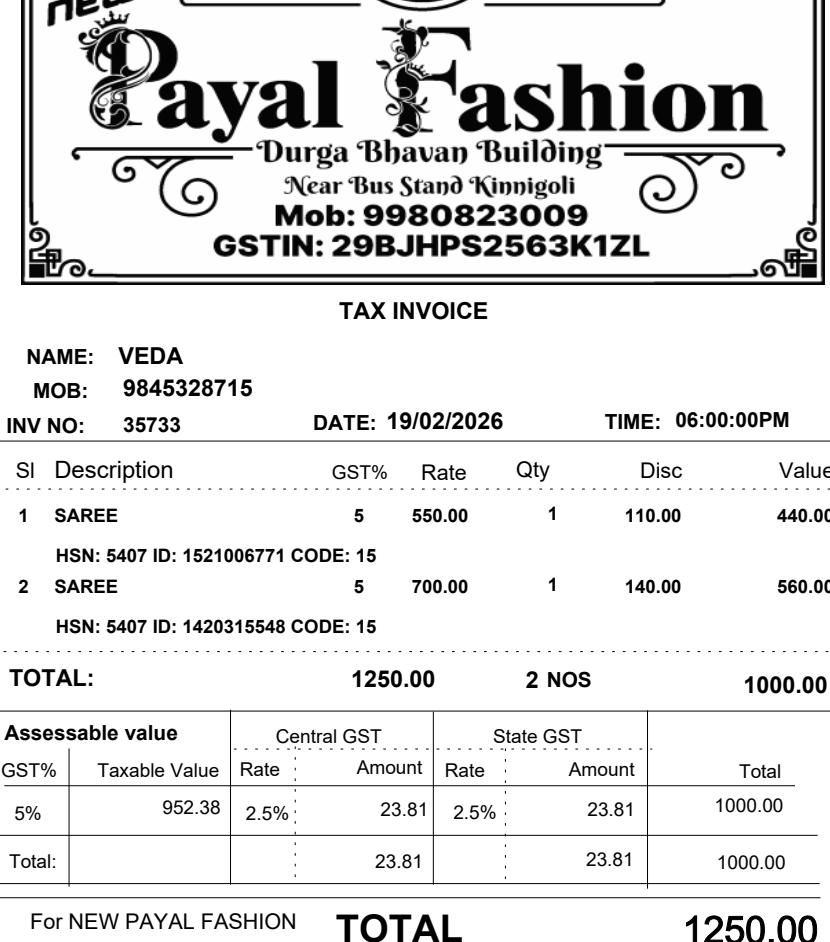 new
Payal Fashion
Durga Bhavan Building
Near Bus Stand Kinnigoli
Mob: 9980823009
GSTIN: 29BJHPS2563K1ZL
TAX INVOICE
NAME: VEDA
MOB: 9845328715
INV NO: 35733 DATE: 19/02/2026 TIME: 06:00:00PM
Sl Description GST% Rate Qty Disc Value
1 SAREE 5 550.00 1 110.00 440.00
HSN: 5407 ID: 1521006771 CODE: 15
2 SAREE 5 700.00 1 140.00 560.00
HSN: 5407 ID: 1420315548 CODE: 15
TOTAL: 1250.00 2 NOS 1000.00
Assessable value Central GST State GST
GST% Taxable Value Rate Amount Rate Amount Total
5% 952.38 2.5% 23.81 2.5% 23.81 1000.00
Total: 23.81 23.81 1000.00
For NEW PAYAL FASHION TOTAL 1250.00